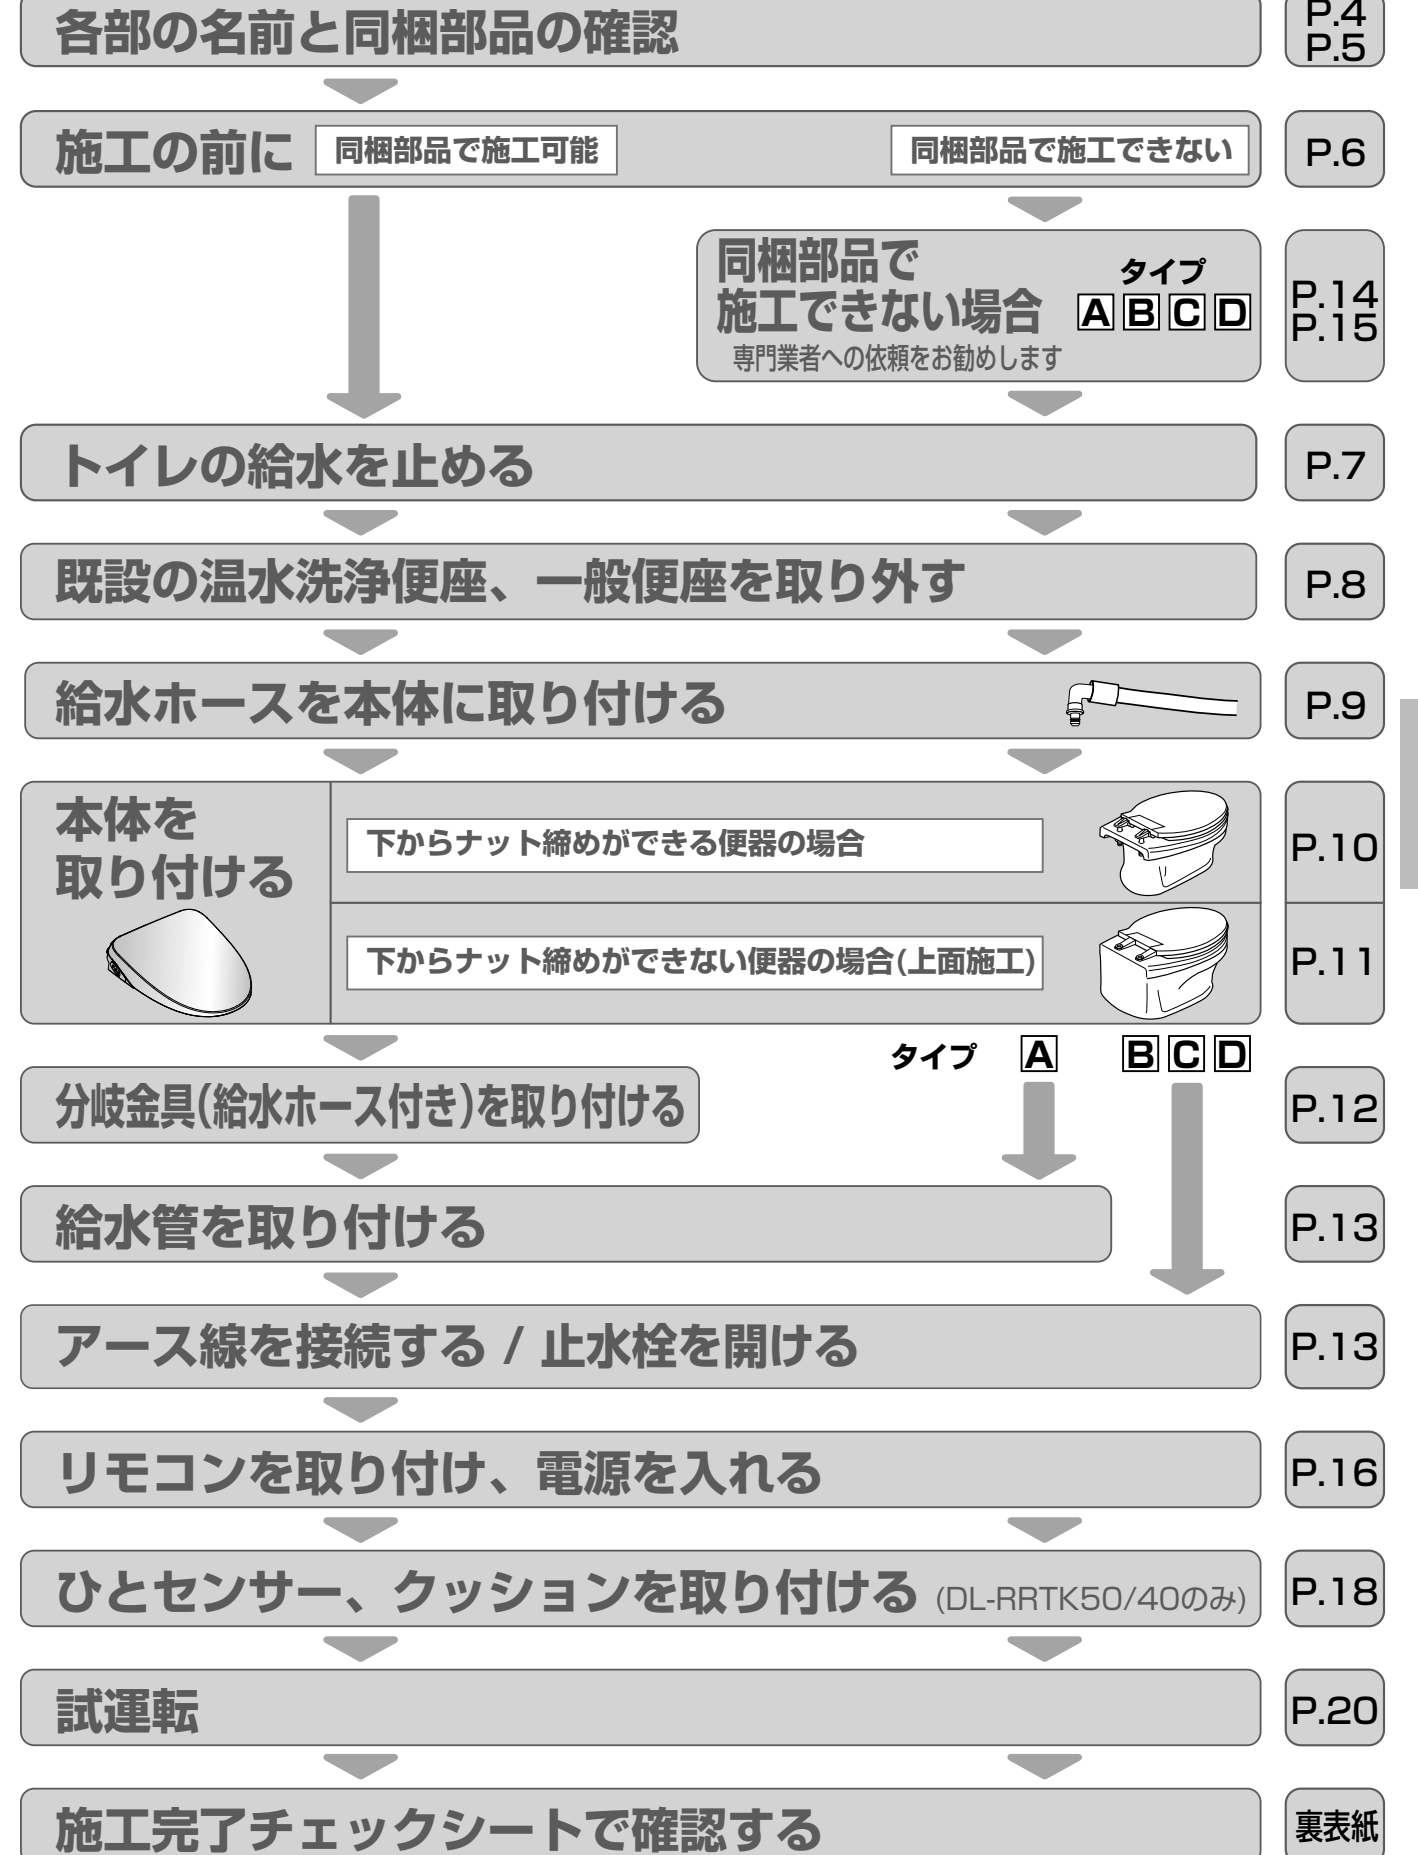 各部の名前と同梱部品の確認
P.4
P.5
施工の前に 同梱部品で施工可能 同梱部品で施工できない
P.6
同梱部品で
施工できない場合
専門業者への依頼をお勧めします
タイプ
A B C D
P.14
P.15
トイレの給水を止める
P.7
既設の温水洗浄便座、一般便座を取り外す
P.8
給水ホースを本体に取り付ける
P.9
本体を
取り付ける
下からナット締めができる便器の場合
P.10
下からナット締めができない便器の場合(上面施工)
P.11
タイプ A B C D
分岐金具(給水ホース付き)を取り付ける
P.12
給水管を取り付ける
P.13
アース線を接続する / 止水栓を開ける
P.13
リモコンを取り付け、電源を入れる
P.16
ひとセンサー、クッションを取り付ける (DL-RRTK50/40のみ)
P.18
試運転
P.20
施工完了チェックシートで確認する
裏表紙